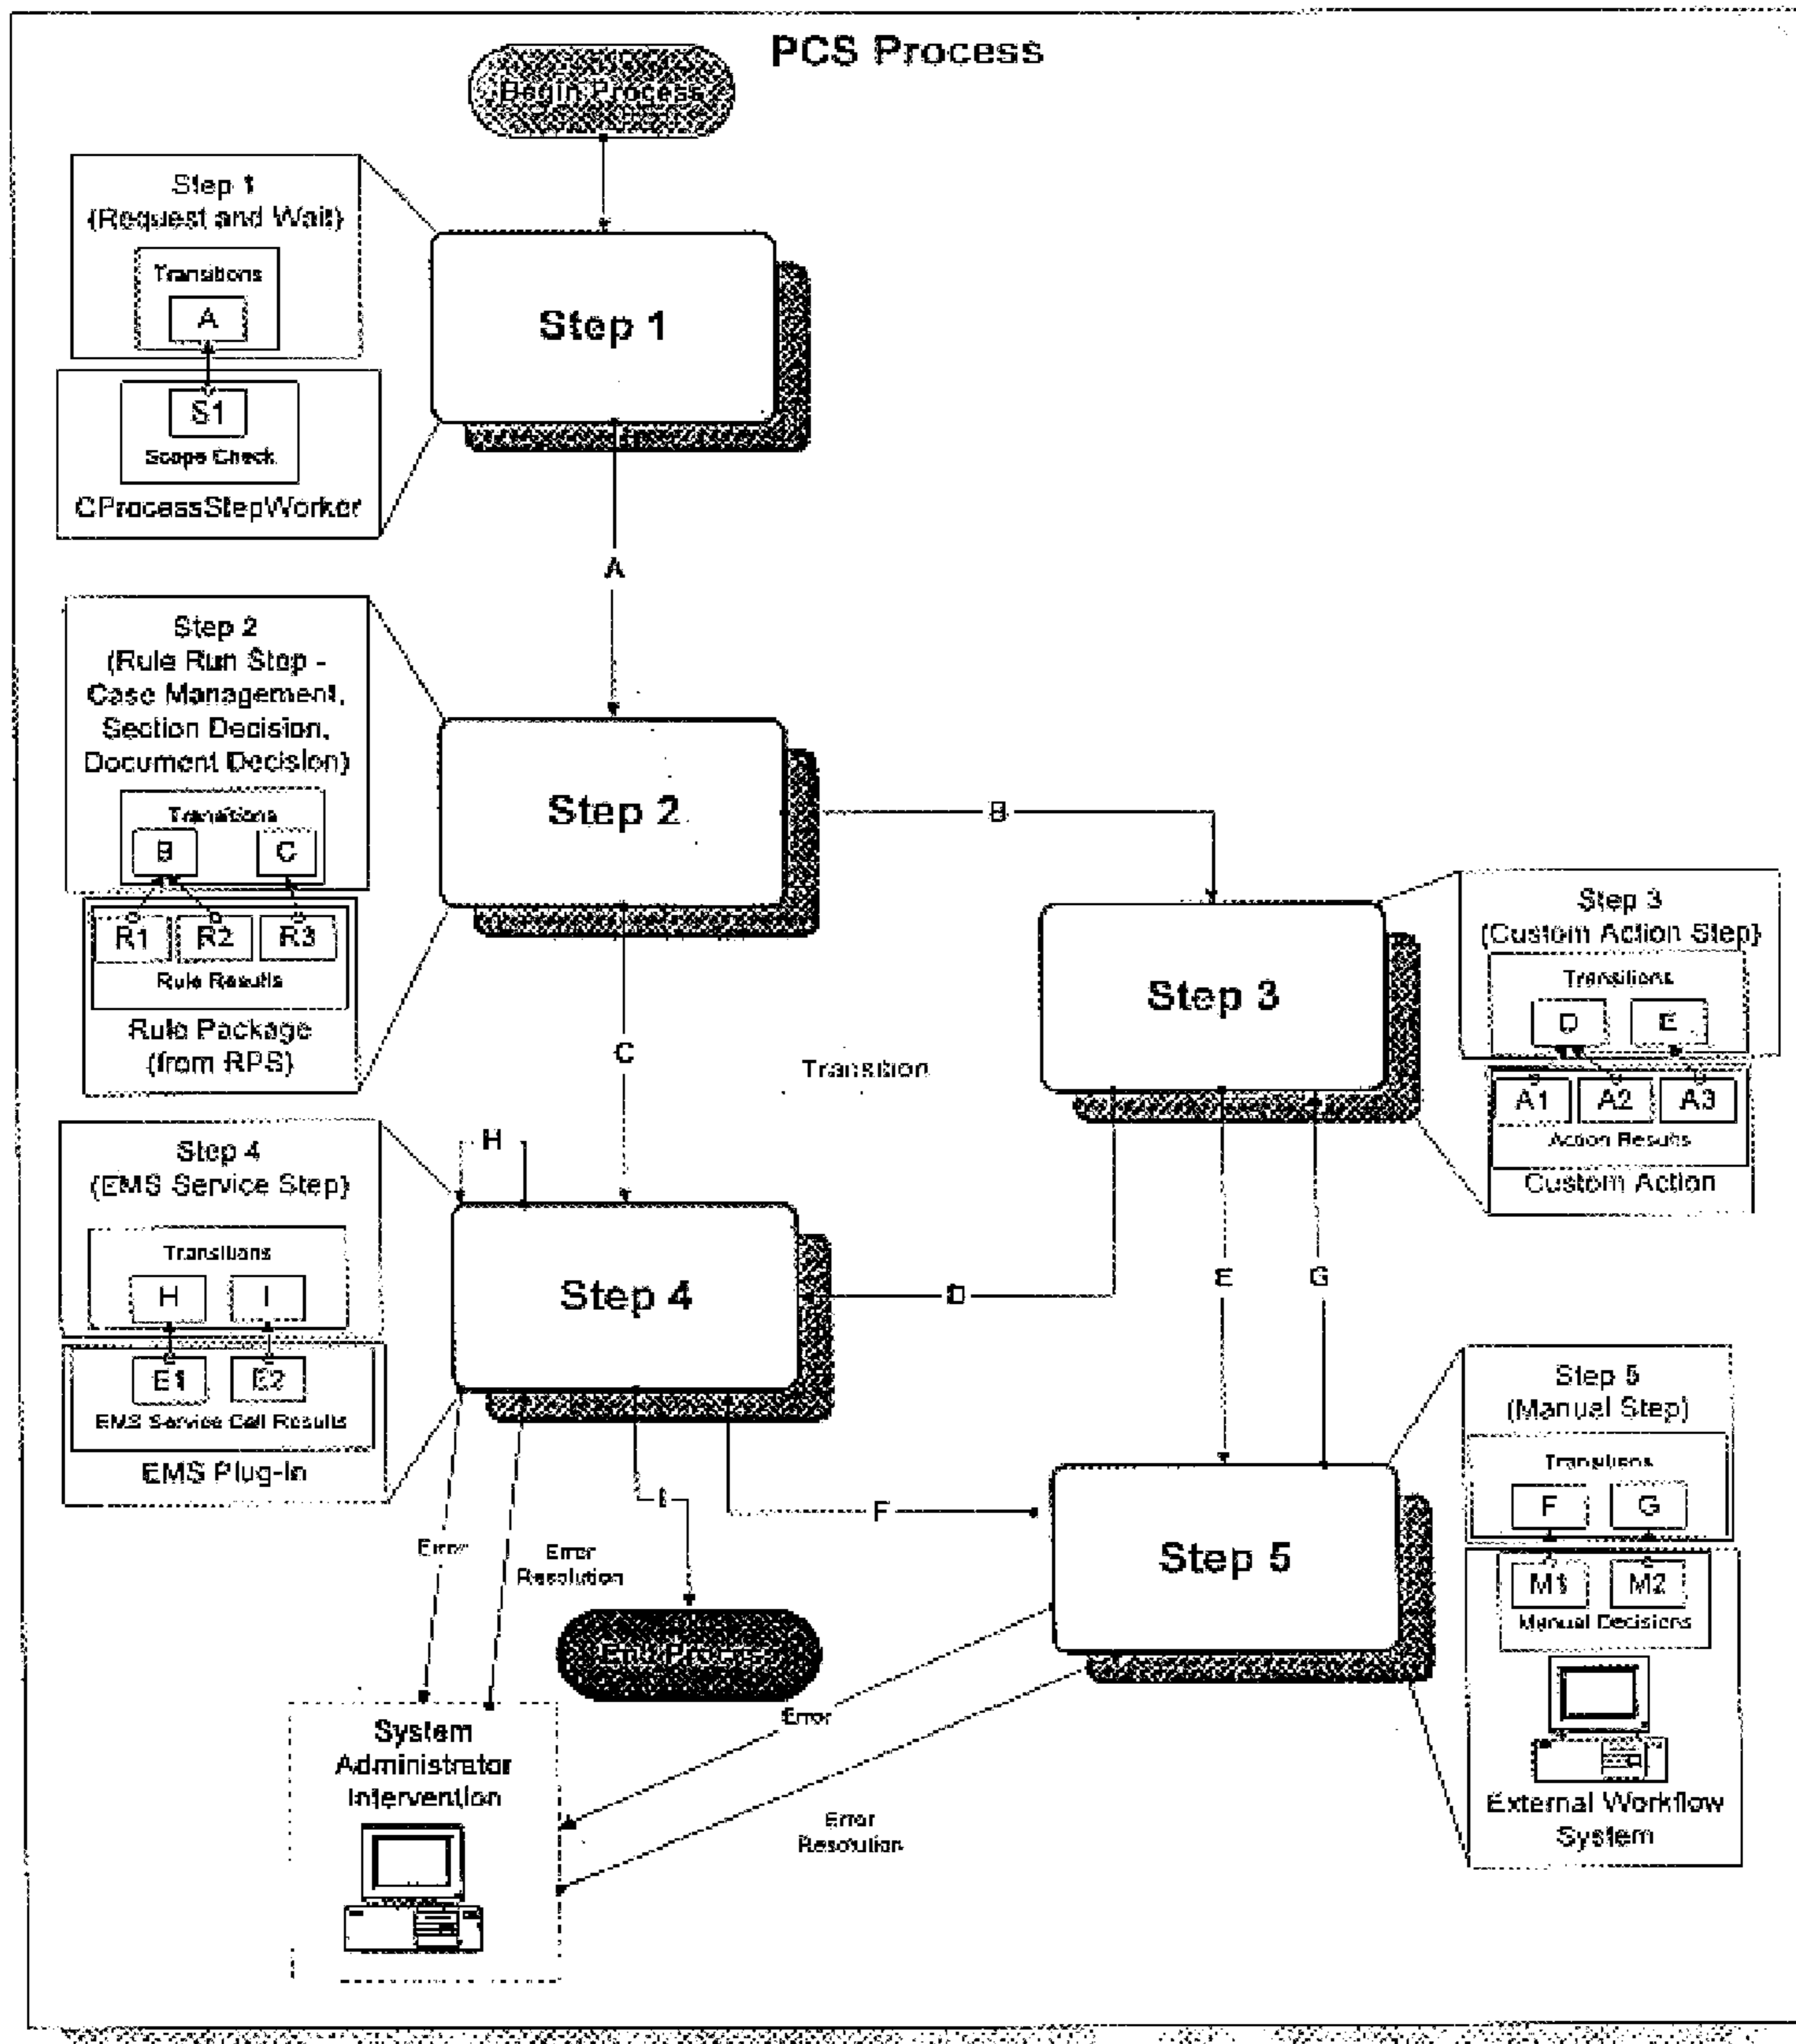 PCS Process
Begin Process
Step 1
(Request and Wait)
Transitions
A
S1
Scope Check
CProcessStepWorker
Step 1
A
Step 2
(Rule Run Step -
Case Management,
Section Decision,
Document Decision)
Transitions
B C
R1 R2 R3
Rule Results
Rule Package
(from RPS)
Step 2
B
C
Transition
Step 3
Step 3
(Custom Action Step)
Transitions
D E
A1 A2 A3
Action Results
Custom Action
Step 4
(EMS Service Step)
Transitions
H I
E1 E2
EMS Service Call Results
EMS Plug-In
H
Step 4
D
E
G
I
F
Step 5
Step 5
(Manual Step)
Transitions
F G
M1 M2
Manual Decisions
External Workflow
System
Error
Error
Resolution
End Process
Error
Error
Resolution
System
Administrator
Intervention